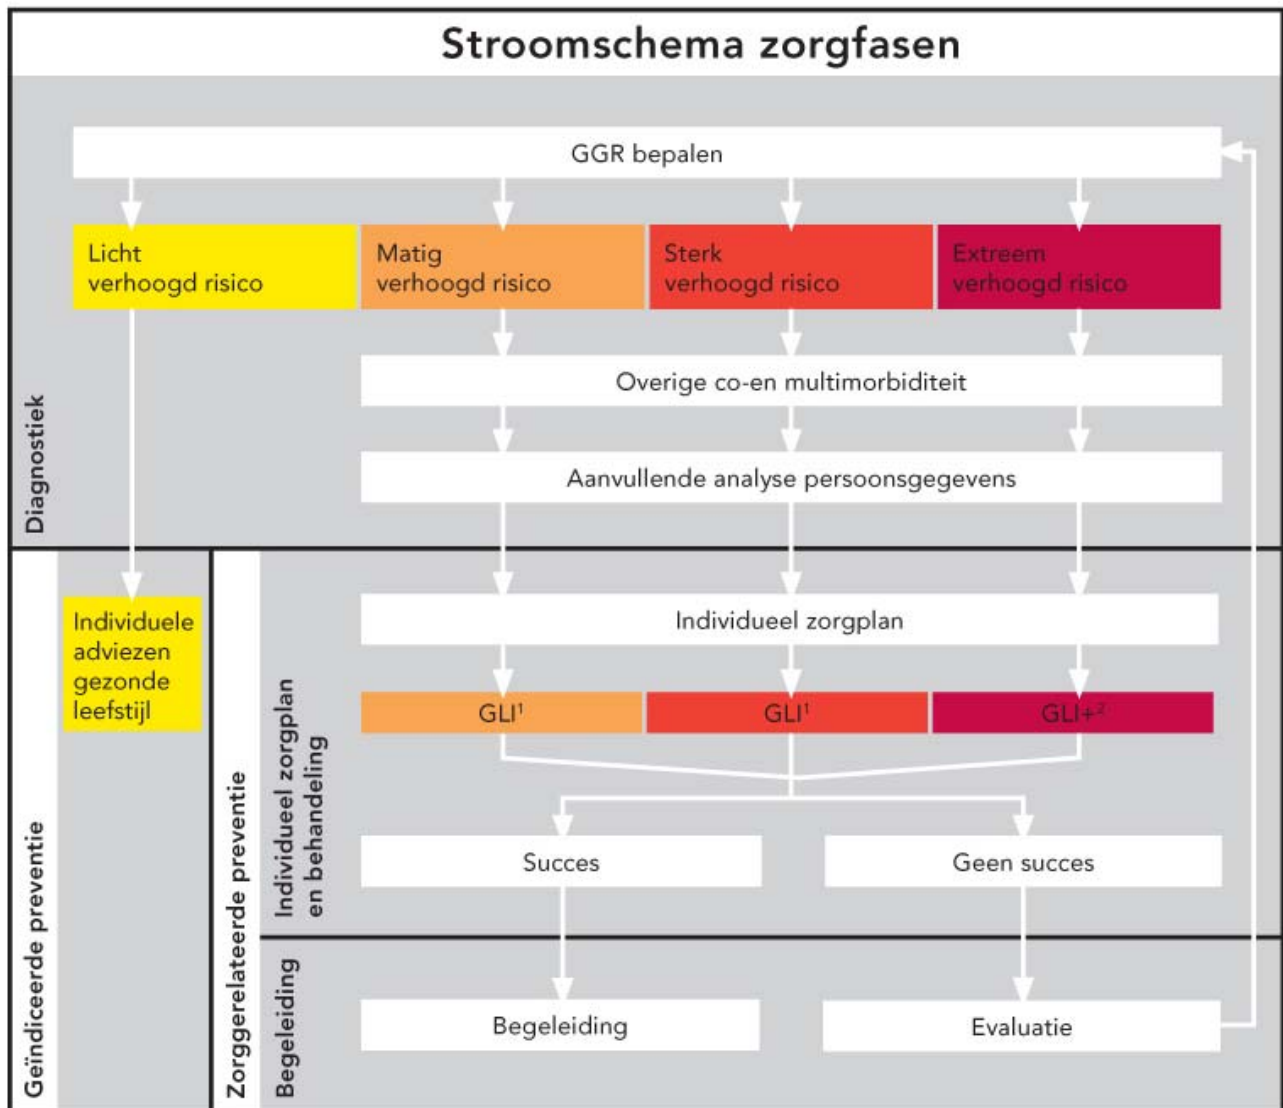 Stroomschema zorgfasen
GGR bepalen
Licht
verhoogd risico
Matig
verhoogd risico
Sterk
verhoogd risico
Extreem
verhoogd risico
Overige co-en multimorbiditeit
Aanvullende analyse persoonsgegevens
Diagnostiek
Individuele
adviezen
gezonde
leefstijl
Individueel zorgplan
GLI¹
GLI¹
GLI+²
Succes
Geen succes
Begeleiding
Evaluatie
Geïndiceerde preventie
Zorggerelateerde preventie
Individueel zorgplan
en behandeling
Begeleiding